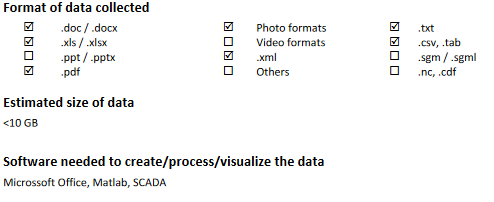 Format of data collected
☑ .doc / .docx ☑ Photo formats ☑ .txt
☑ .xls / .xlsx ☐ Video formats ☑ .csv, .tab
☐ .ppt / .pptx ☑ .xml ☐ .sgm / .sgml
☑ .pdf ☐ Others ☐ .nc, .cdf
Estimated size of data
<10 GB
Software needed to create/process/visualize the data
Microssoft Office, Matlab, SCADA